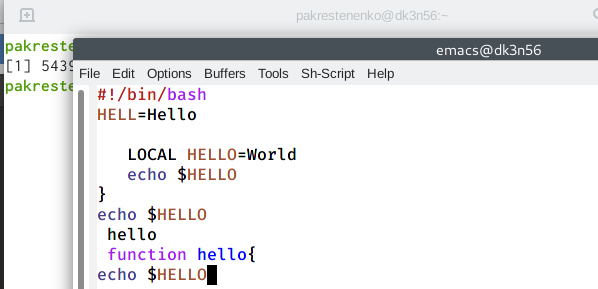 pakrestenenko@dk3n56:~
pakreste
[1] 5439
pakreste
emacs@dk3n56
File Edit Options Buffers Tools Sh-Script Help
#!/bin/bash
HELL=Hello
LOCAL HELLO=World
echo $HELLO
}
echo $HELLO
hello
function hello{
echo $HELLO